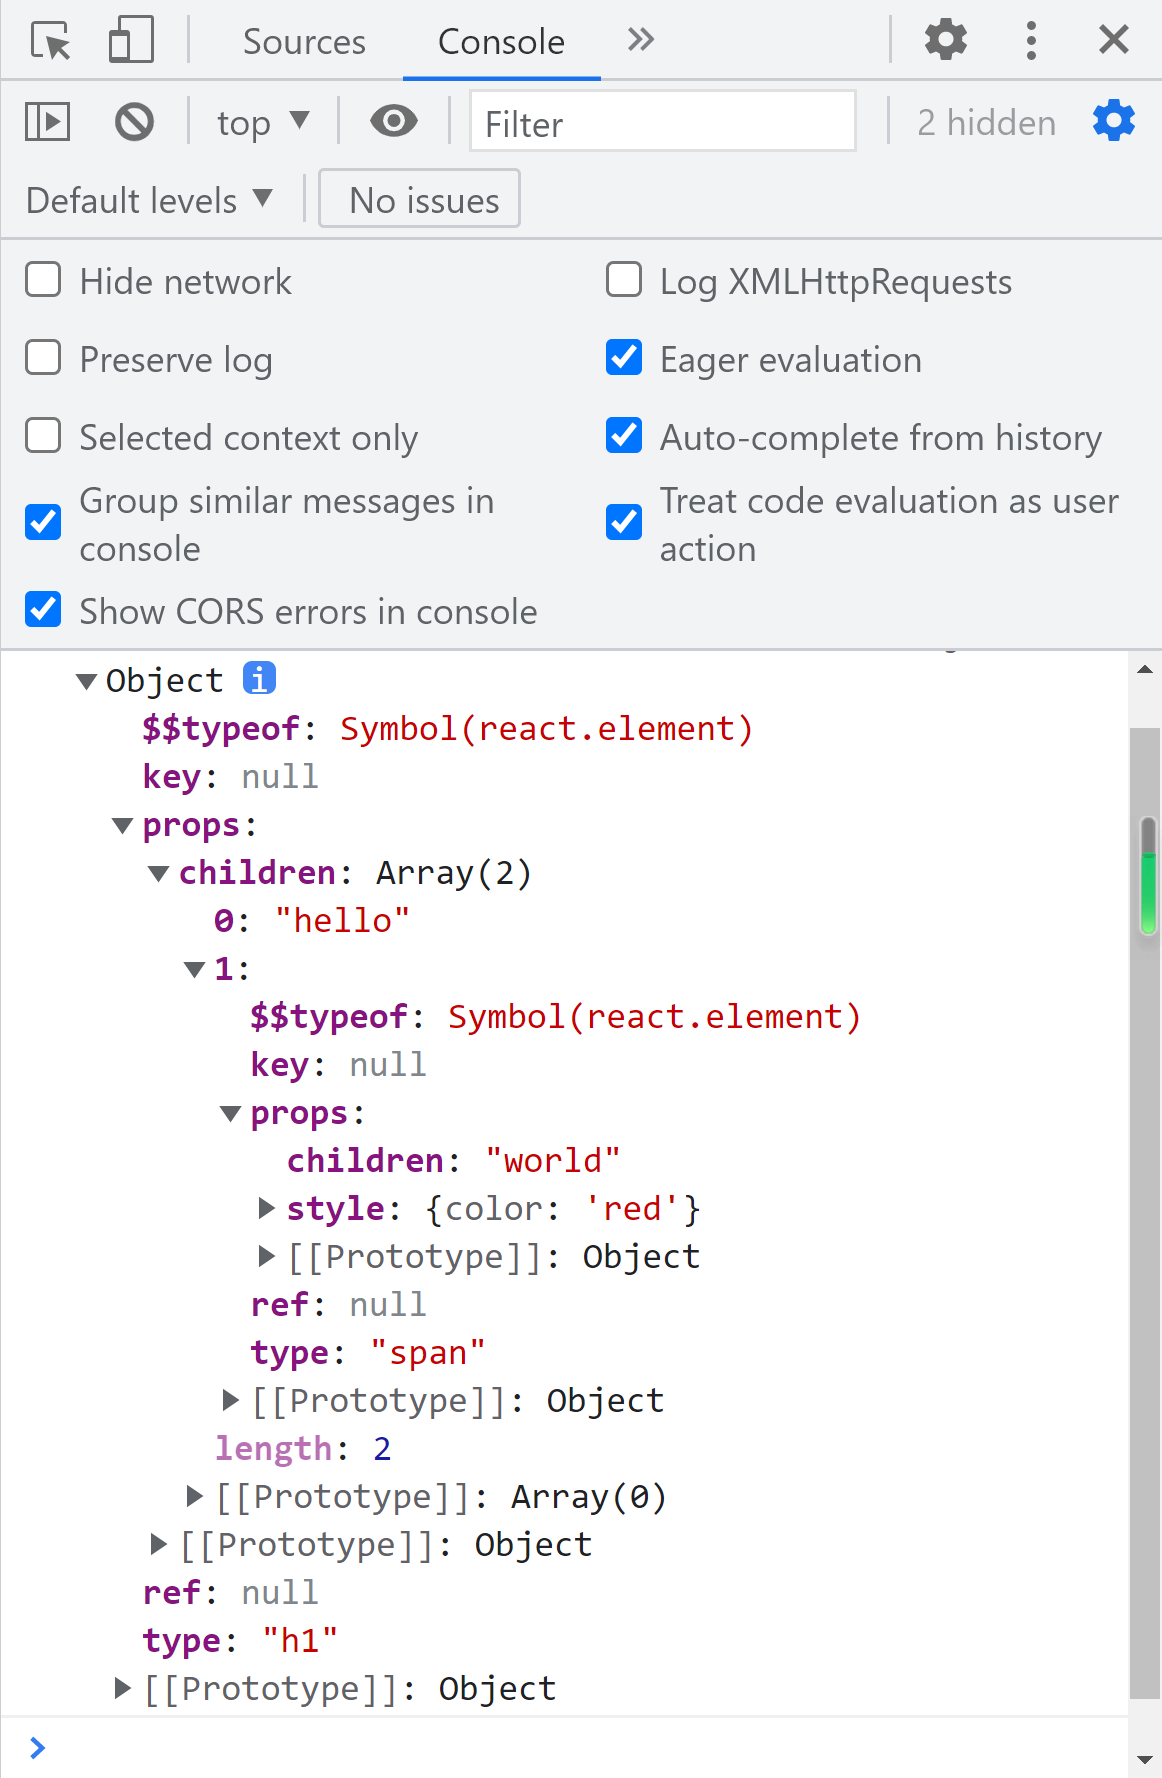 Sources Console
top Filter 2 hidden
Default levels No issues
Hide network Log XMLHttpRequests
Preserve log Eager evaluation
Selected context only Auto-complete from history
Group similar messages in console Treat code evaluation as user action
Show CORS errors in console
Object i
$$typeof: Symbol(react.element)
key: null
props:
children: Array(2)
0: "hello"
1:
$$typeof: Symbol(react.element)
key: null
props:
children: "world"
style: {color: 'red'}
[[Prototype]]: Object
ref: null
type: "span"
[[Prototype]]: Object
length: 2
[[Prototype]]: Array(0)
[[Prototype]]: Object
ref: null
type: "h1"
[[Prototype]]: Object